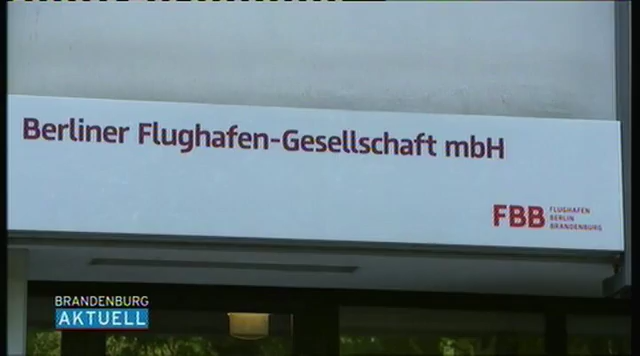 Berliner Flughafen-Gesellschaft mbH
FBB
FLUGHAFEN
BERLIN
BRANDENBURG
BRANDENBURG
AKTUELL